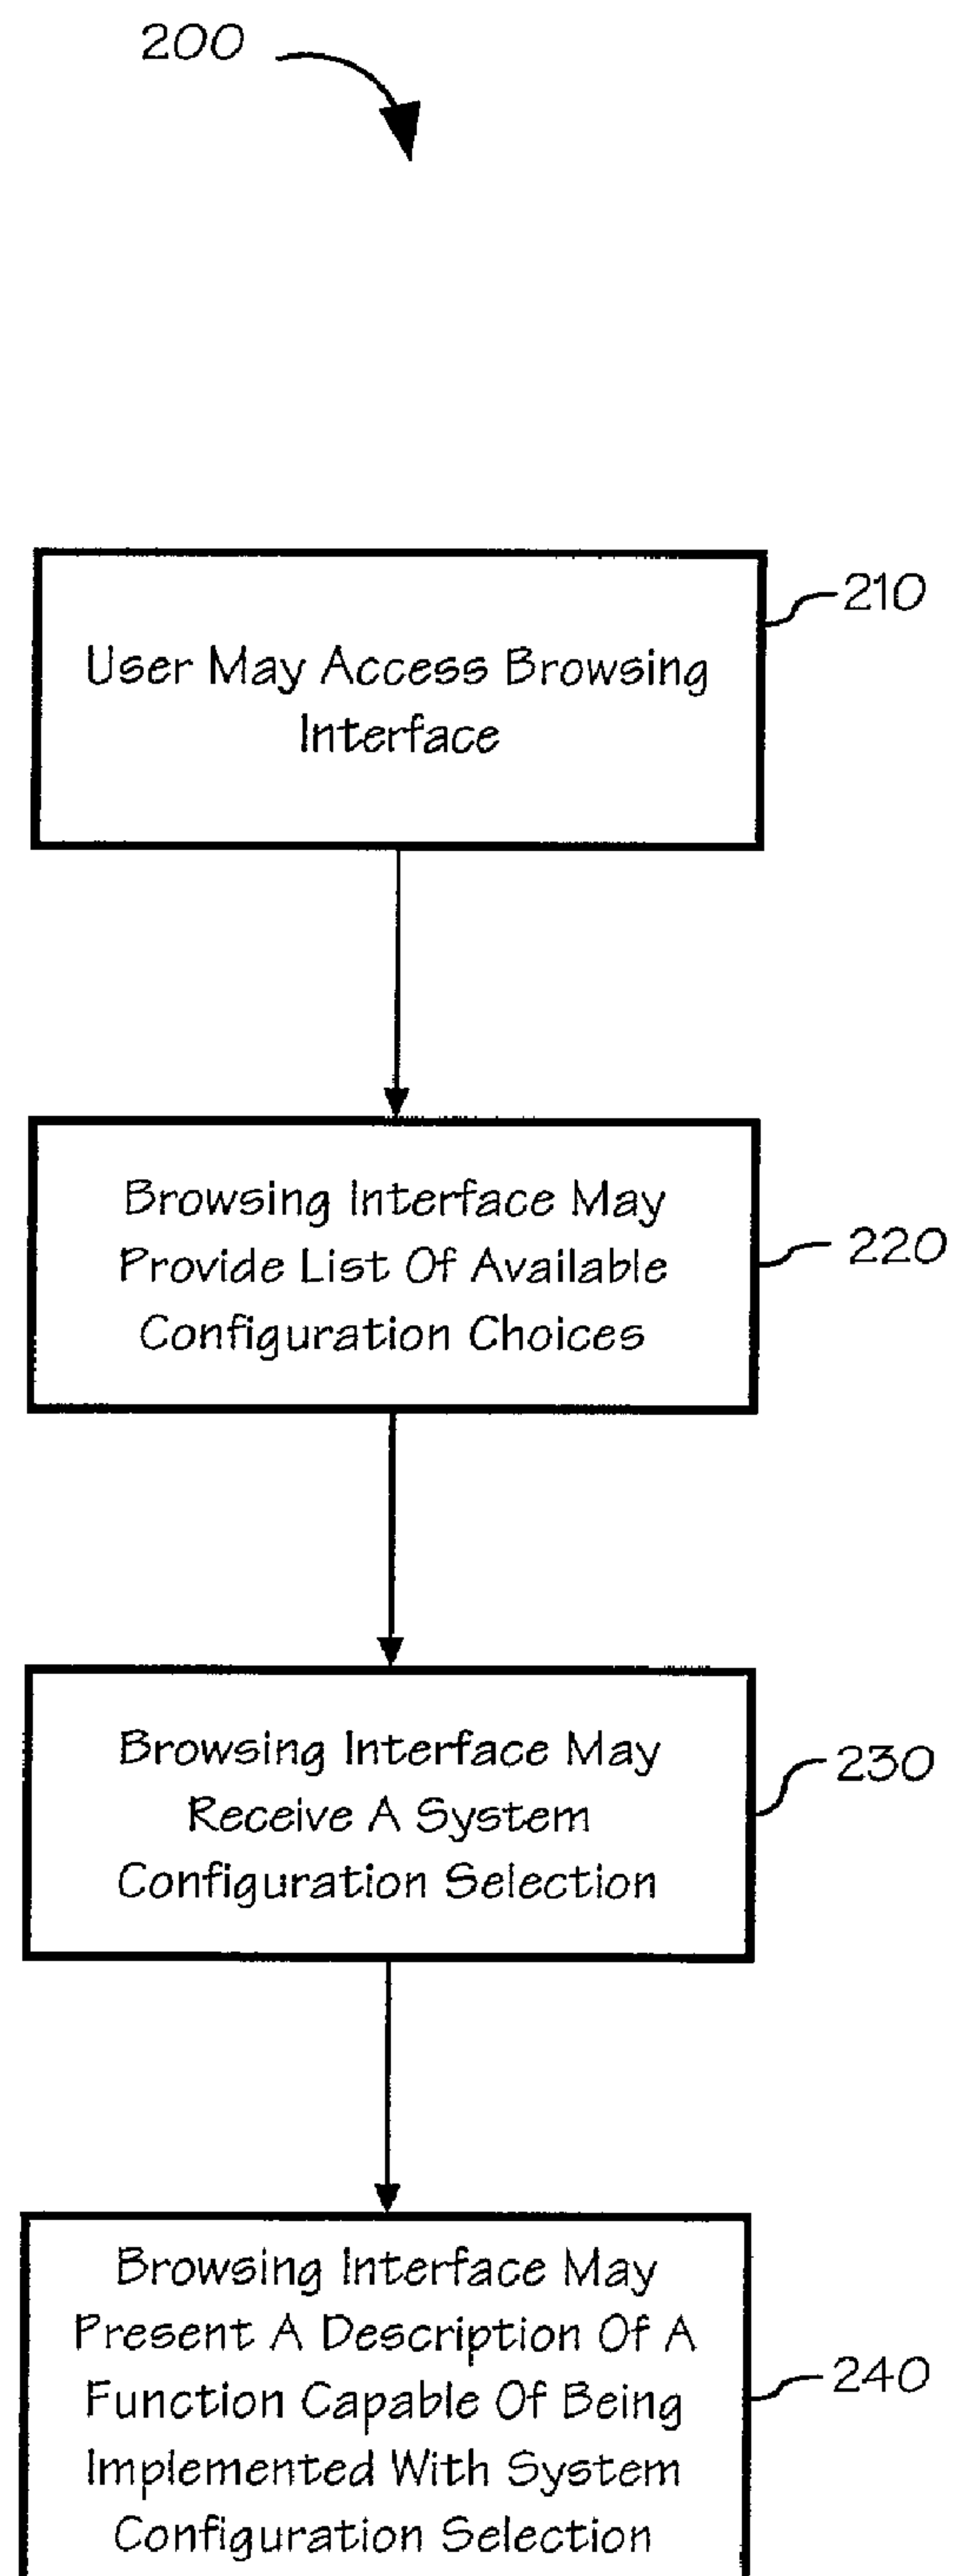 200
210
User May Access Browsing
Interface
Browsing Interface May
Provide List Of Available
Configuration Choices
220
Browsing Interface May
Receive A System
Configuration Selection
230
Browsing Interface May
Present A Description Of A
Function Capable Of Being
Implemented With System
Configuration Selection
240